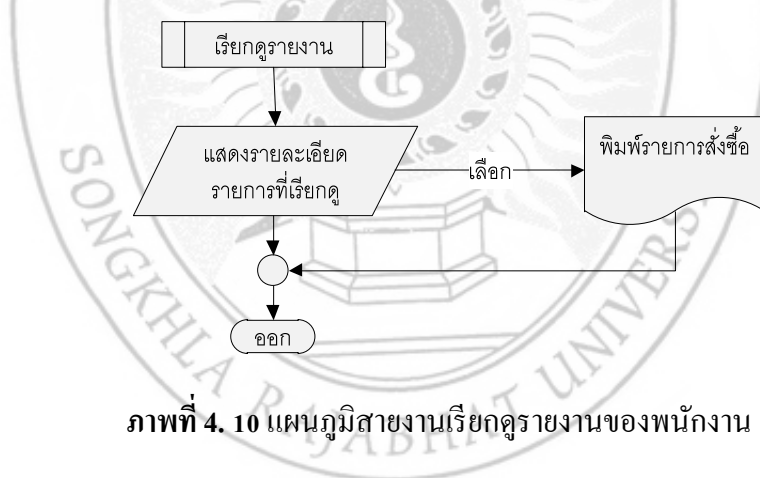 เรียกดูรายงาน
แสดงรายละเอียด
รายการที่เรียกดู
เลือก
พิมพ์รายการสั่งซื้อ
ออก
SONGKHLA RAJABHAT UNIVERS
ภาพที่ 4. 10 แผนภูมิสายงานเรียกดูรายงานของพนักงาน